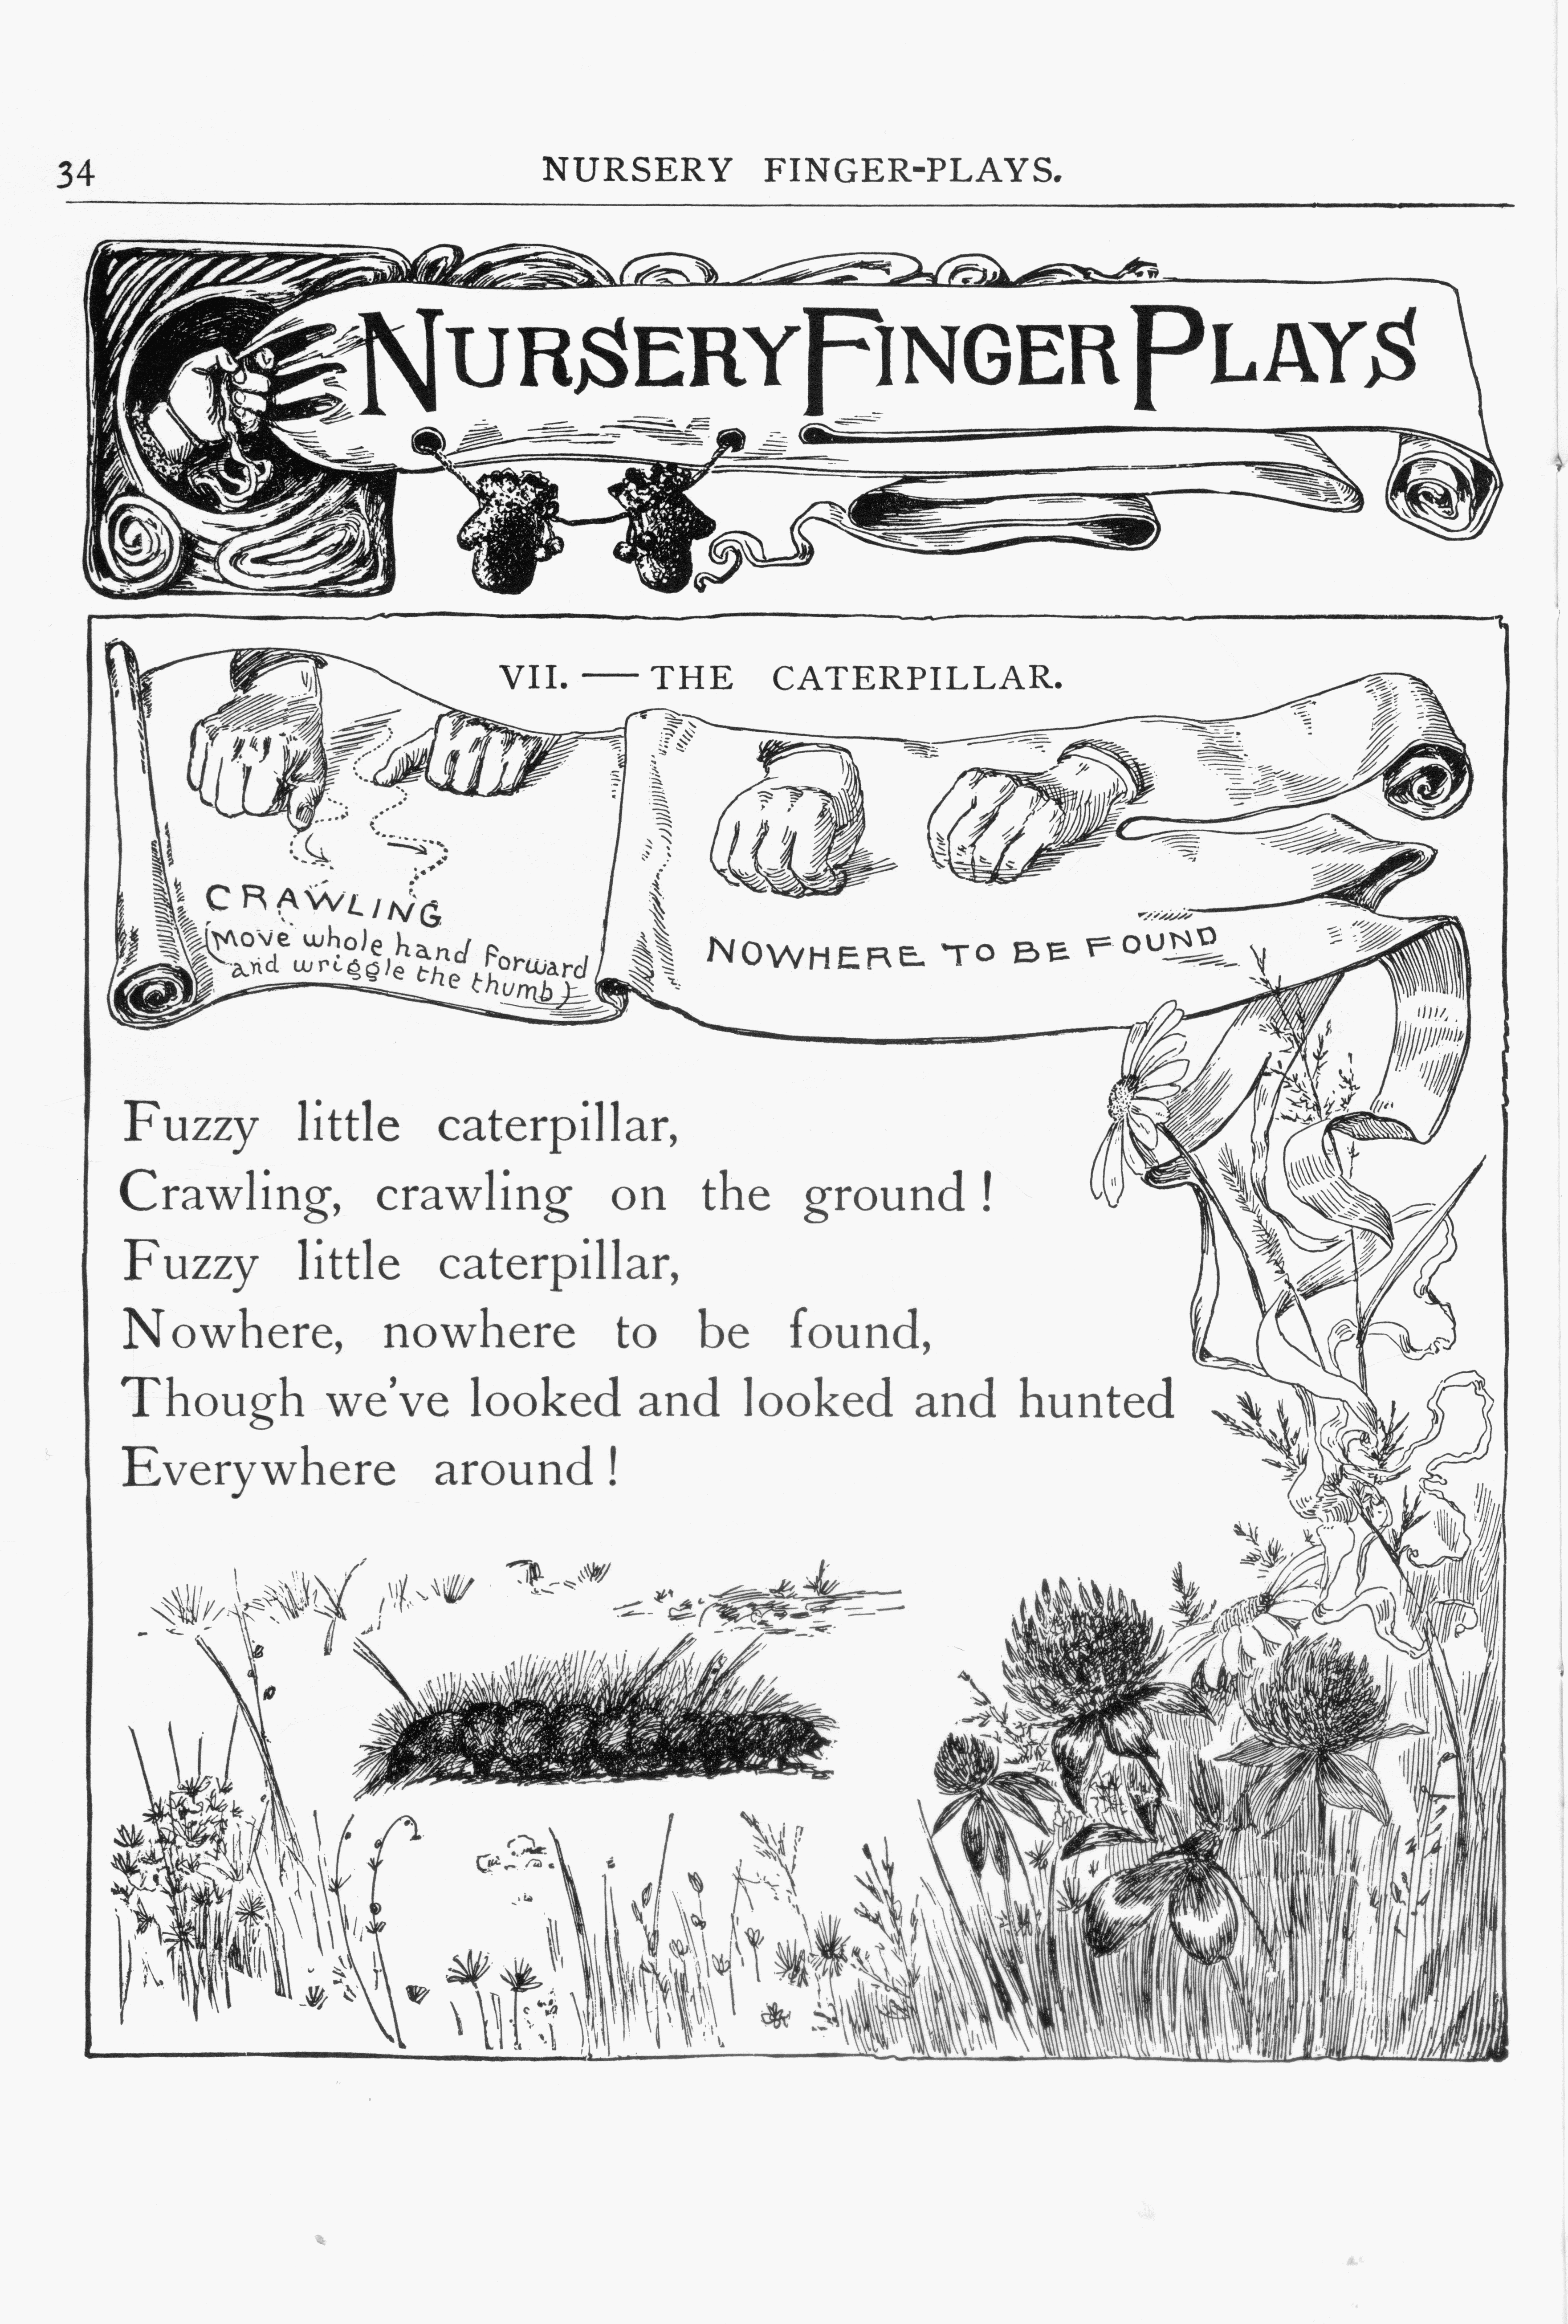 34
NURSERY FINGER-PLAYS.
NURSERY FINGER PLAYS
VII. — THE CATERPILLAR.
CRAWLING
(Move whole hand forward
and wriggle the thumb)
NOWHERE TO BE FOUND
Fuzzy little caterpillar,
Crawling, crawling on the ground!
Fuzzy little caterpillar,
Nowhere, nowhere to be found,
Though we've looked and looked and hunted
Everywhere around!